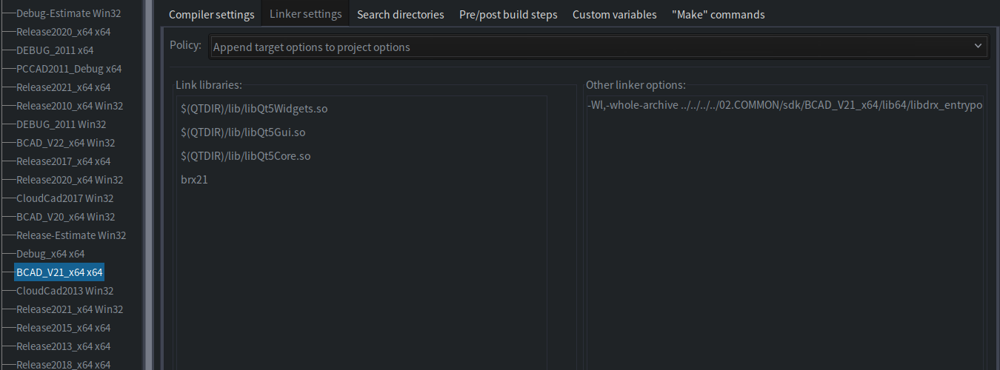 Debug-Estimate Win32
Release2020_x64 x64
DEBUG_2011 x64
PCCAD2011_Debug x64
Release2021_x64 x64
Release2010_x64 Win32
DEBUG_2011 Win32
BCAD_V22_x64 Win32
Release2017_x64 x64
Release2020_x64 Win32
CloudCad2017 Win32
BCAD_V20_x64 Win32
Release-Estimate Win32
Debug_x64 x64
BCAD_V21_x64 x64
CloudCad2013 Win32
Release2021_x64 Win32
Release2015_x64 x64
Release2013_x64 x64
Release2018_x64 x64
Compiler settings Linker settings Search directories Pre/post build steps Custom variables "Make" commands
Policy: Append target options to project options
Link libraries:
$(QTDIR)/lib/libQt5Widgets.so
$(QTDIR)/lib/libQt5Gui.so
$(QTDIR)/lib/libQt5Core.so
brx21
Other linker options:
-Wl,-whole-archive ../../../../02.COMMON/sdk/BCAD_V21_x64/lib64/libdrx_entrypo